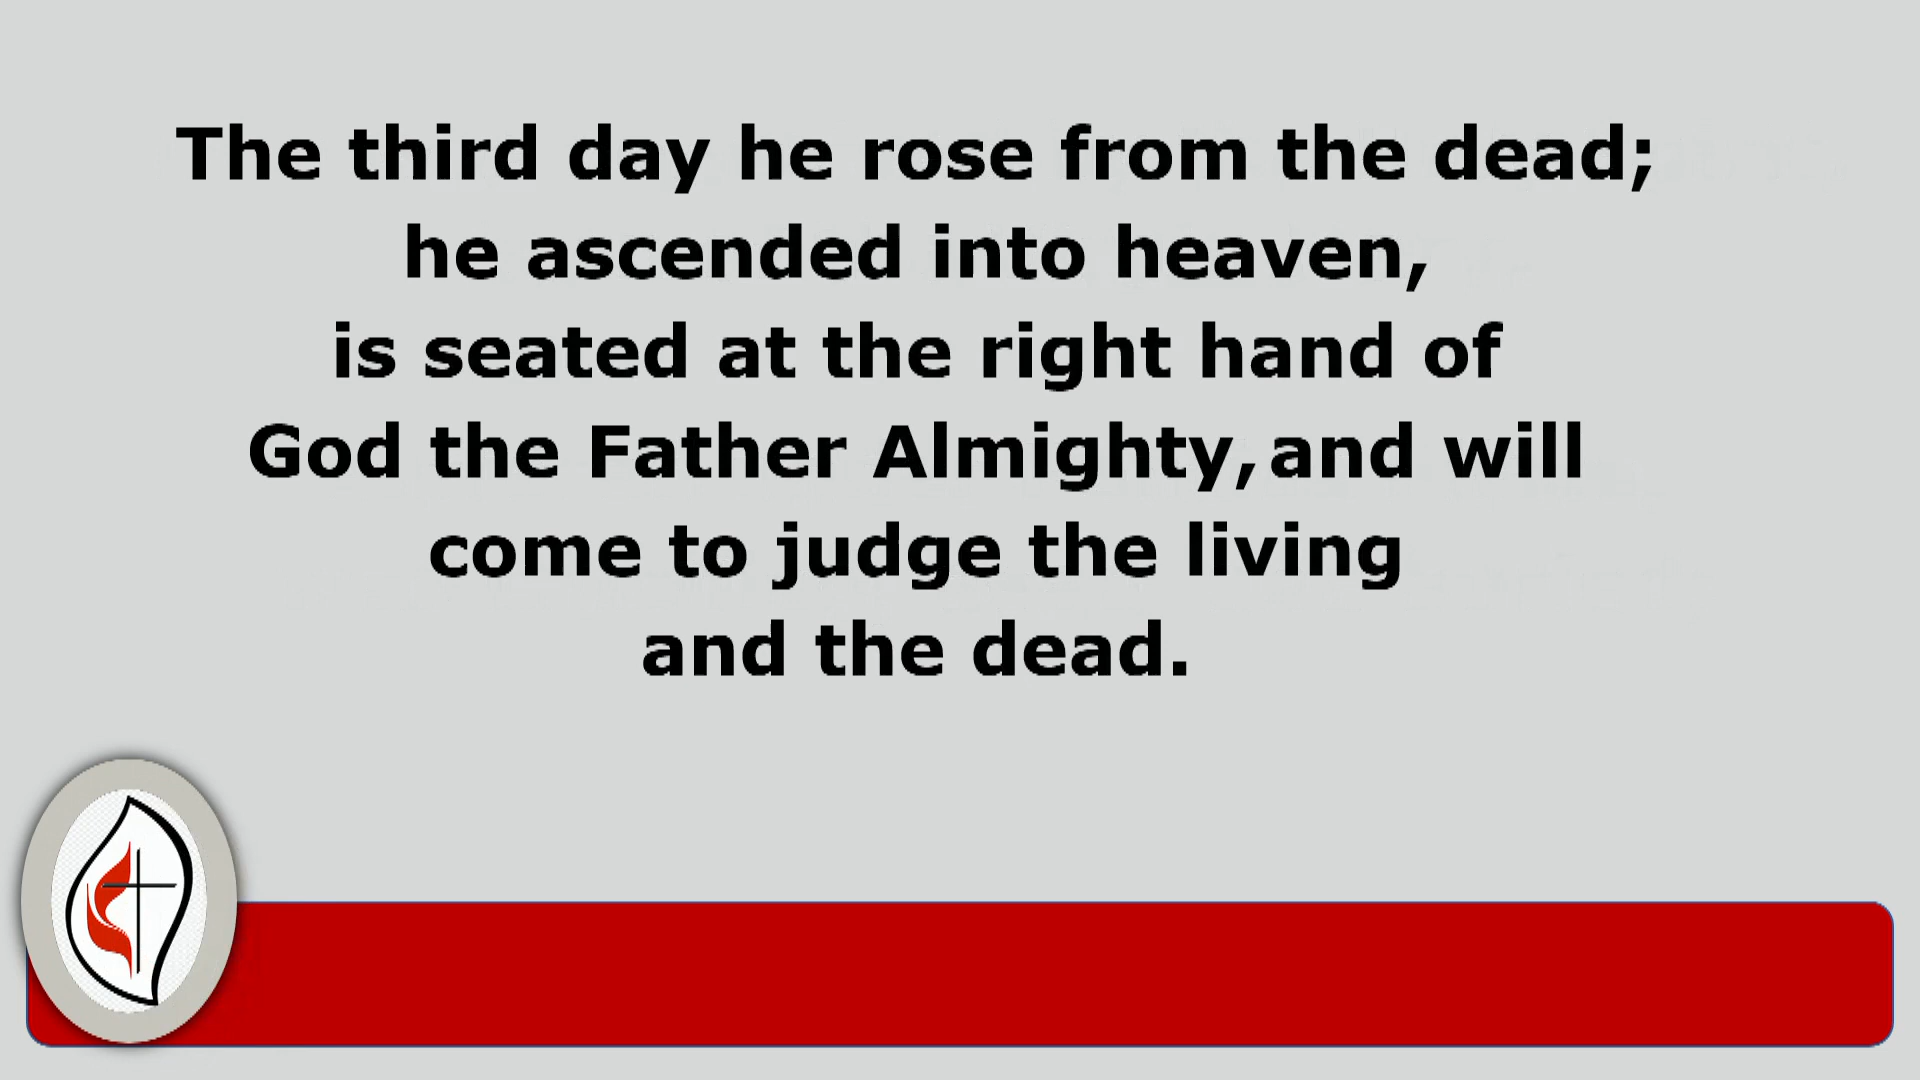 The third day he rose from the dead;
he ascended into heaven,
is seated at the right hand of
God the Father Almighty, and will
come to judge the living
and the dead.